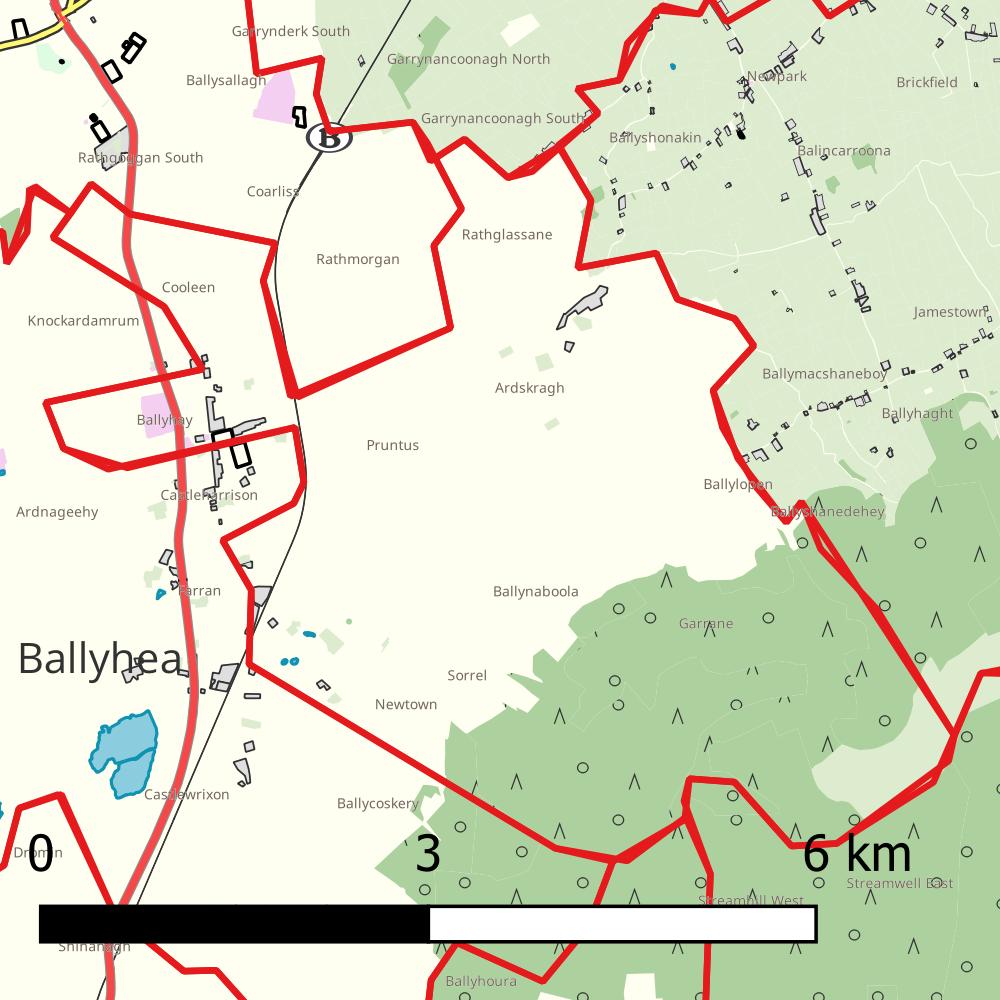 Garrynderk South
Garrynancoonagh North
Ballysallagh
Newpark
Brickfield
Garrynancoonagh South
Ballyshonakin
B
Balincarroona
Rathgoggan South
Coarliss
Rathglassane
Rathmorgan
Cooleen
Jamestown
Knockardamrum
Ballymacshaneboy
Ardskragh
Ballyhaght
Ballyhay
Pruntus
Ballylopen
Castleharrison
Ardnageehy
Ballyshanedehey
Farran
Ballynaboola
Garrane
Ballyhea
Sorrel
Newtown
Castlewrixon
Ballycoskery
Dromin
0
3
6 km
Streamwell East
Streamhill West
Shinanagh
Ballyhoura